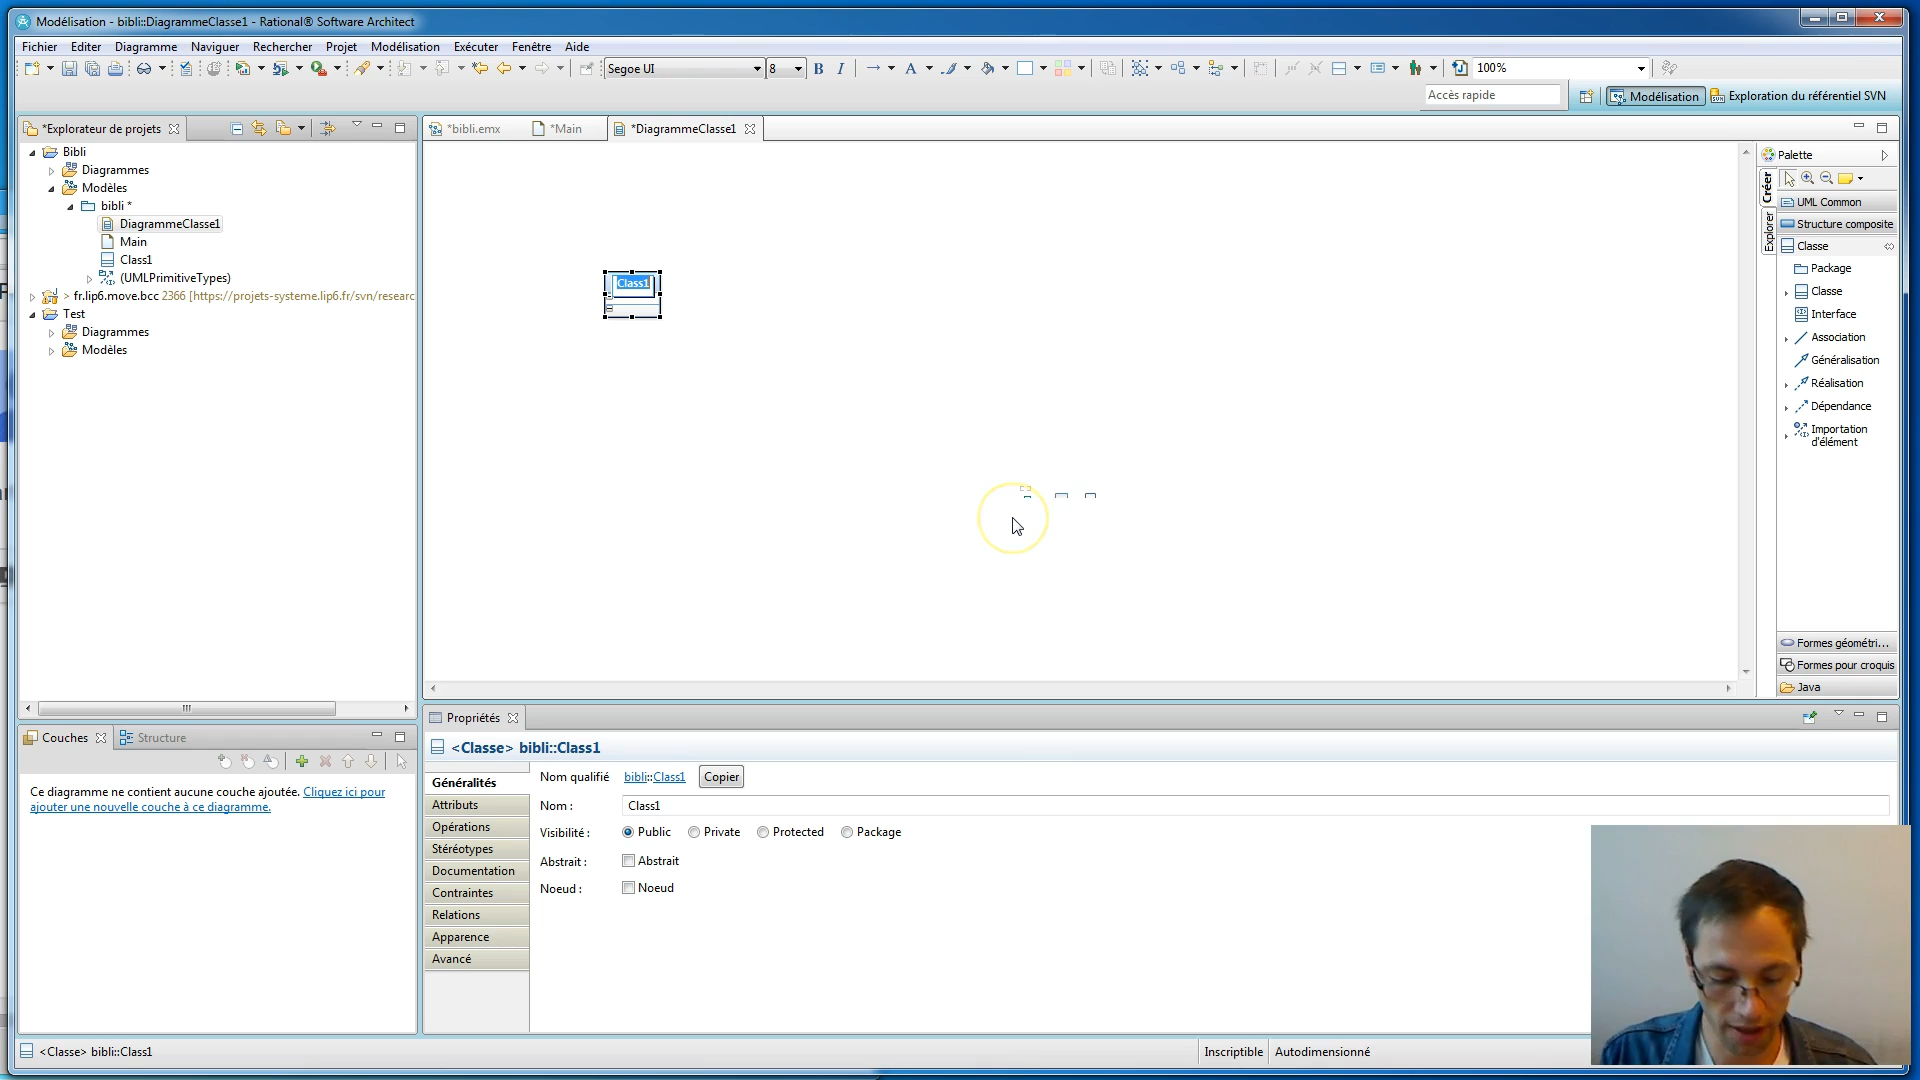 Modélisation - bibli::DiagrammeClasse1 - Rational® Software Architect
Fichier Editer Diagramme Naviguer Rechercher Projet Modélisation Exécuter Fenêtre Aide
Segoe UI 8 B I A 100%
Accès rapide Modélisation Exploration du référentiel SVN
*Explorateur de projets
*bibli.emx *Main *DiagrammeClasse1
Bibli
Diagrammes
Modèles
bibli *
DiagrammeClasse1
Main
Class1
(UMLPrimitiveTypes)
> fr.lip6.move.bcc 2366 [https://projets-systeme.lip6.fr/svn/researc
Test
Diagrammes
Modèles
Class1
Palette
Créer
Explorer
UML Common
Structure composite
Classe
Package
Classe
Interface
Association
Généralisation
Réalisation
Dépendance
Importation
d'élément
Formes géométri...
Formes pour croquis
Java
Couches Structure
Ce diagramme ne contient aucune couche ajoutée. Cliquez ici pour
ajouter une nouvelle couche à ce diagramme.
Propriétés
<Classe> bibli::Class1
Généralités
Attributs
Opérations
Stéréotypes
Documentation
Contraintes
Relations
Apparence
Avancé
Nom qualifié bibli::Class1 Copier
Nom : Class1
Visibilité : Public Private Protected Package
Abstrait : Abstrait
Noeud : Noeud
<Classe> bibli::Class1 Inscriptible Autodimensionné